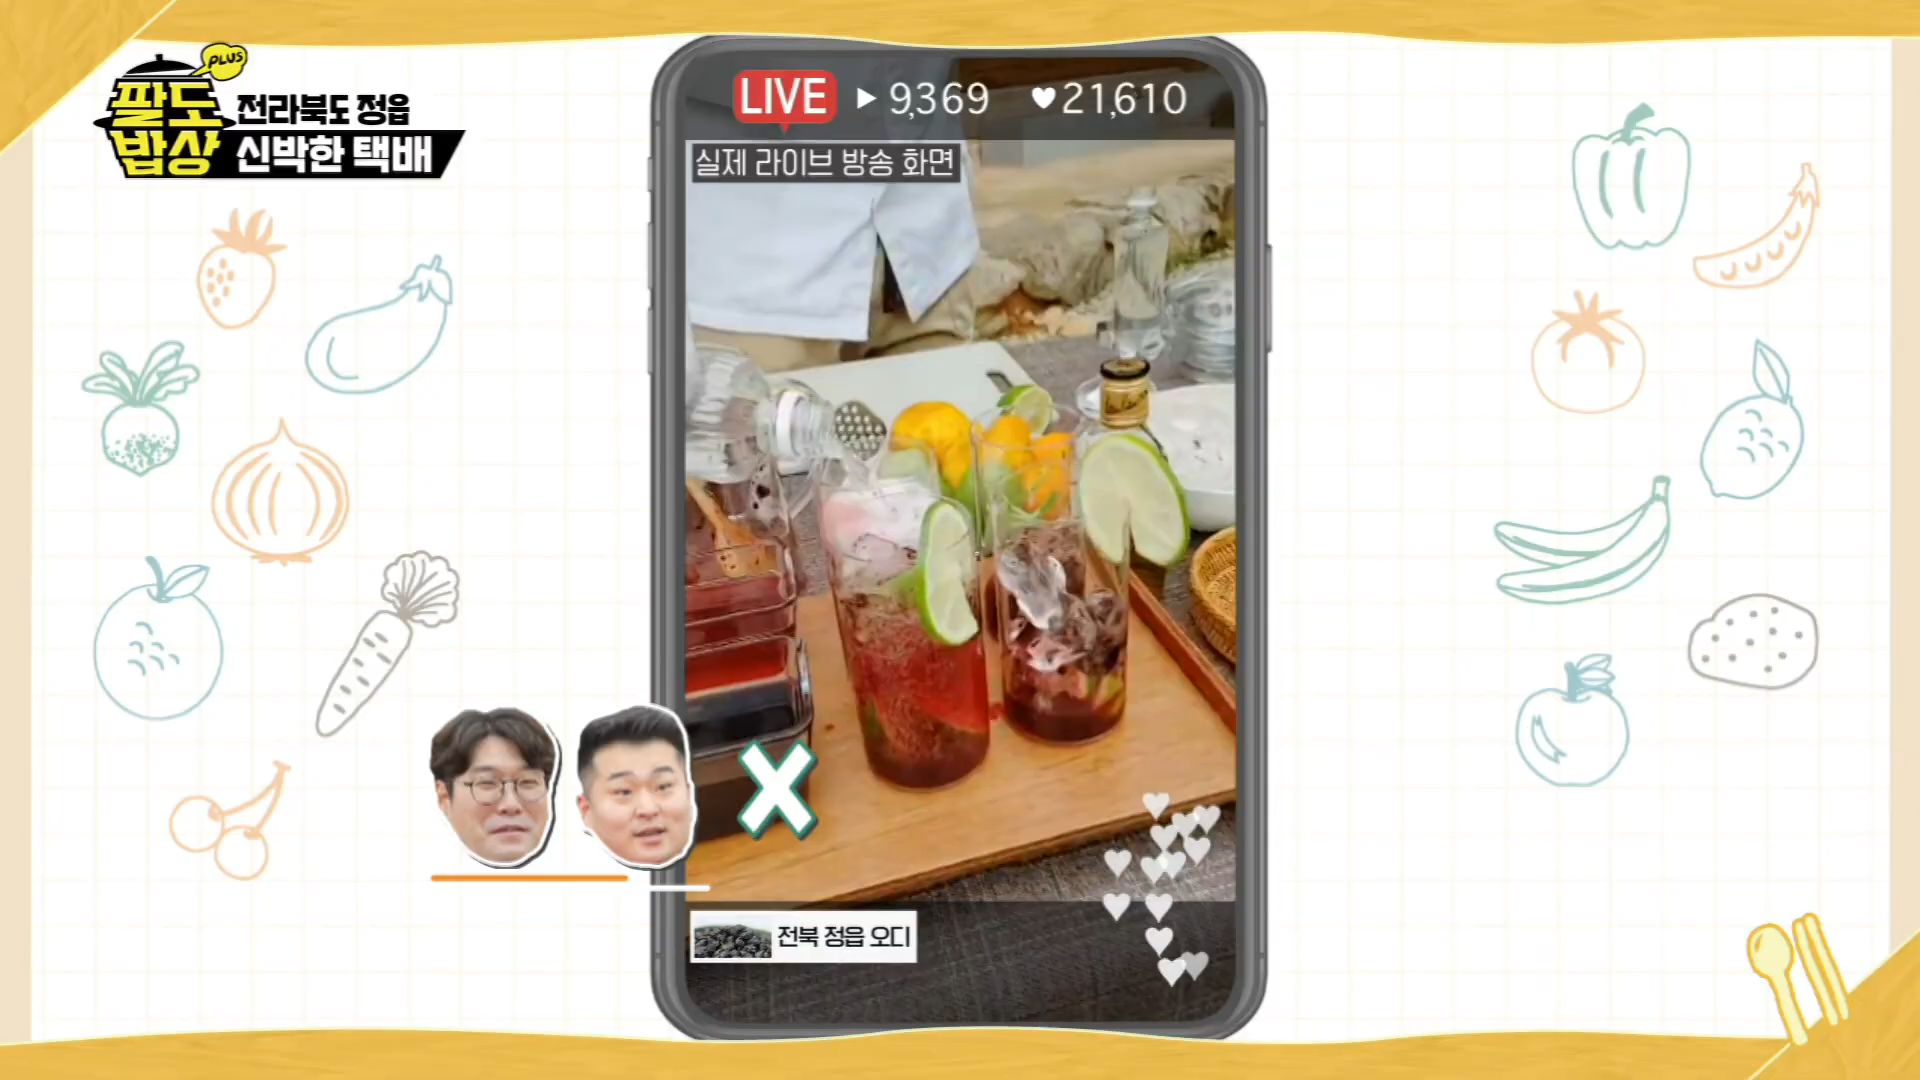 PLUS
팔도
밥상
전라북도 정읍
신박한 택배
LIVE
9,369
21,610
실제 라이브 방송 화면
전북 정읍 오디